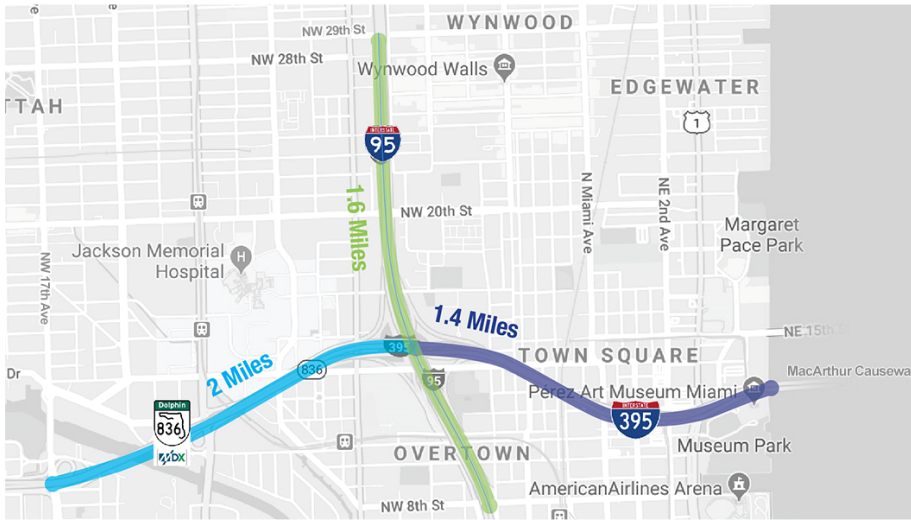 NW 29th St
WYNWOOD
NW 28th St
Wynwood Walls
EDGEWATER
TTAH
1
INTERSTATE
95
1.6 Miles
NW 20th St
N Miami Ave
NE 2nd Ave
Margaret
Pace Park
Jackson Memorial
Hospital
H
NW 17th Ave
1.4 Miles
NE 15th S
395
TOWN SQUARE
2 Miles
836
95
Dr
MacArthur Causewa
Pérez Art Museum Miami
Dolphin
836
MDX
INTERSTATE
395
Museum Park
OVERTOWN
AmericanAirlines Arena
NW 8th St